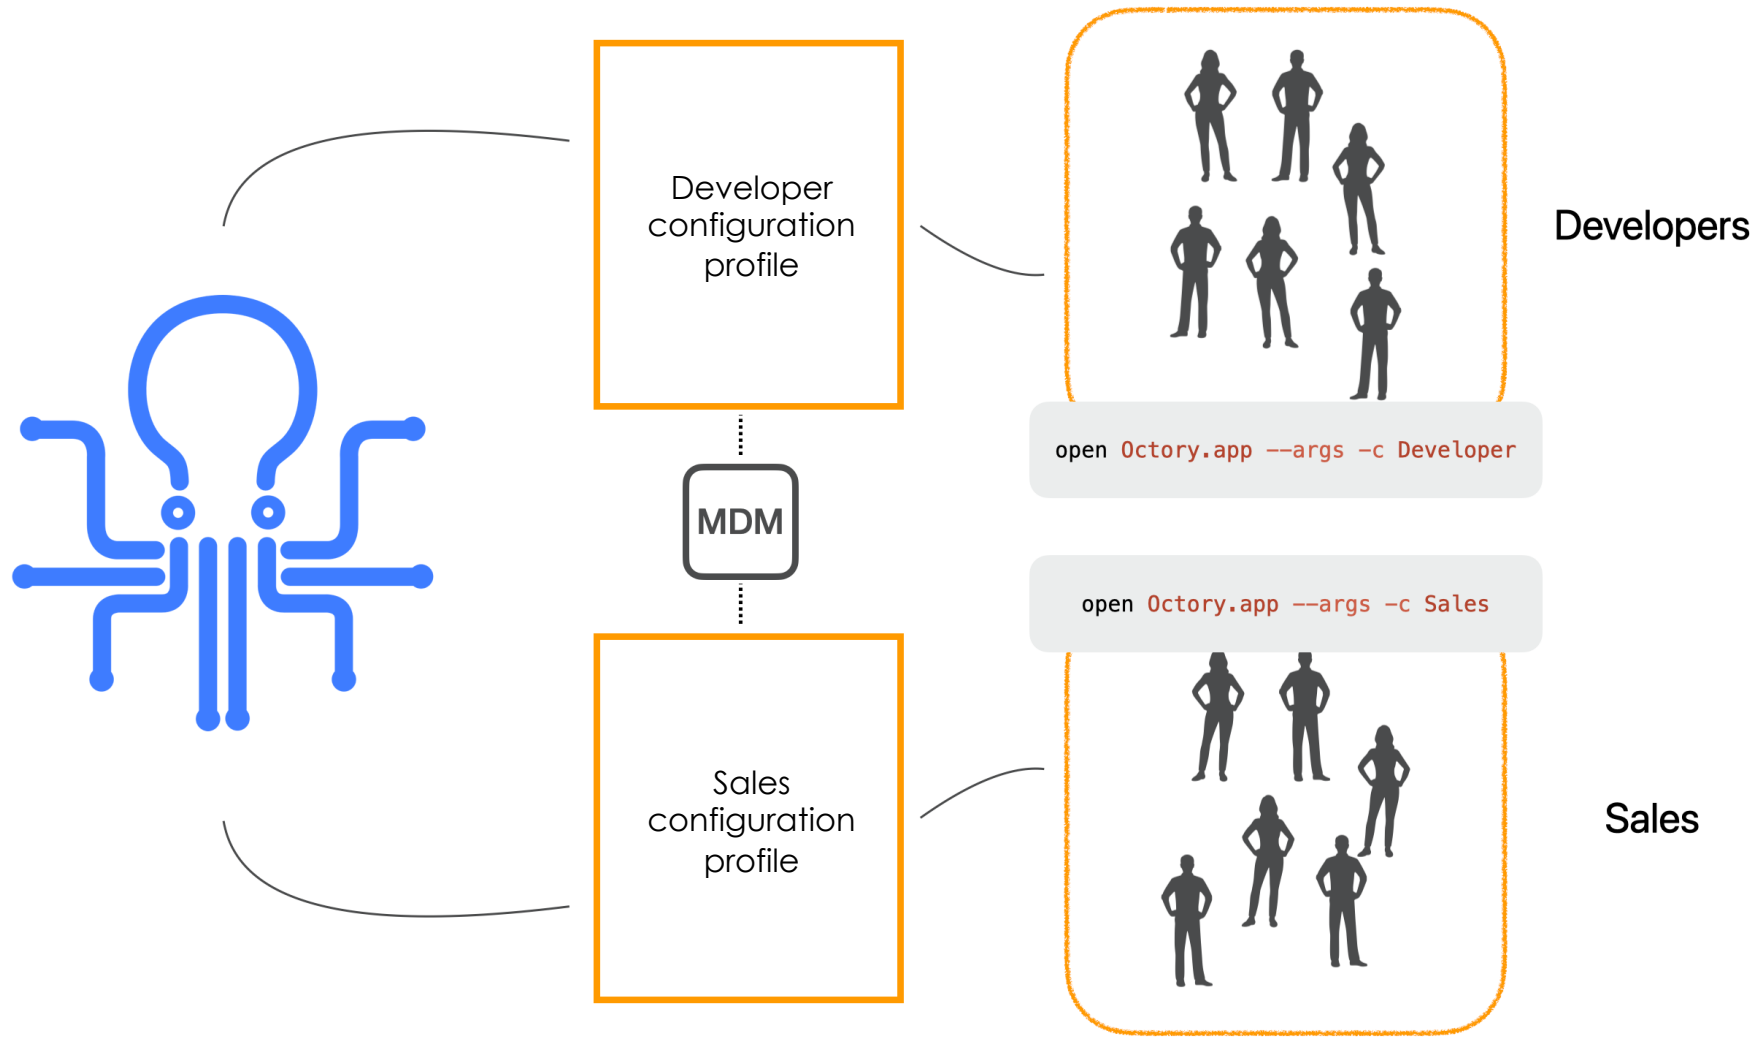 Developer
configuration
profile
Developers
open Octory.app --args -c Developer
MDM
open Octory.app --args -c Sales
Sales
configuration
profile
Sales